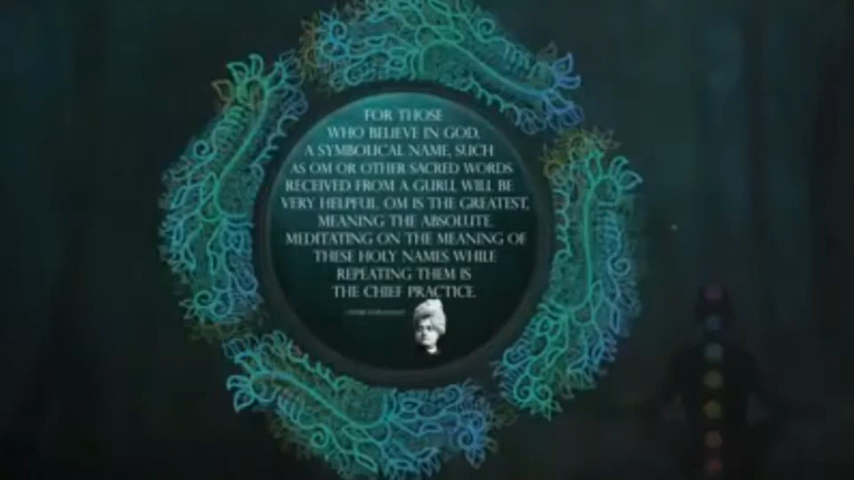 FOR THOSE
WHO BELIEVE IN GOD,
A SYMBOLICAL NAME, SUCH
AS OM OR OTHER SACRED WORDS
RECEIVED FROM A GURU, WILL BE
VERY HELPFUL. OM IS THE GREATEST,
MEANING THE ABSOLUTE.
MEDITATING ON THE MEANING OF
THESE HOLY NAMES WHILE
REPEATING THEM IS
THE CHIEF PRACTICE.